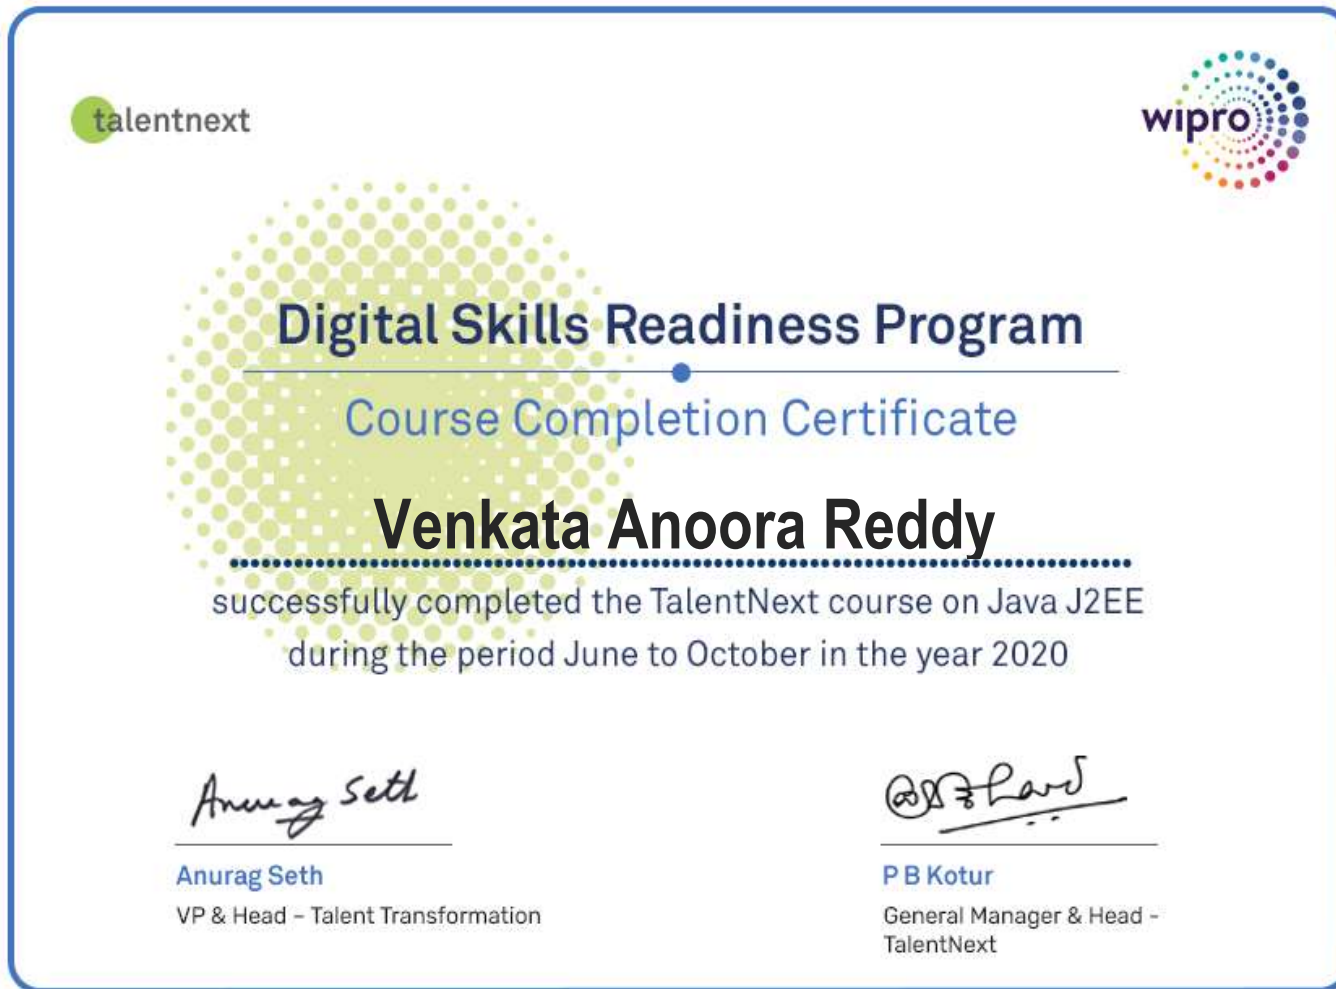 talentnext
wipro
Digital Skills Readiness Program
Course Completion Certificate
Venkata Anoora Reddy
successfully completed the TalentNext course on Java J2EE
during the period June to October in the year 2020
Anurag Seth
Anurag Seth
VP & Head – Talent Transformation
P B Kotur
General Manager & Head -
TalentNext